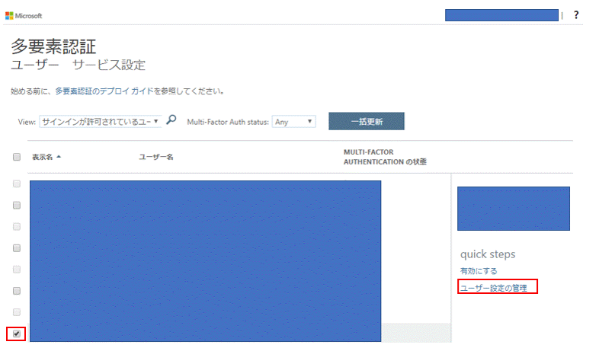 Microsoft
?
多要素認証
ユーザー サービス設定
始める前に、多要素認証のデプロイ ガイドを参照してください。
View: サインインが許可されているユー Multi-Factor Auth status: Any 一括更新
表示名 ユーザー名 MULTI-FACTOR
AUTHENTICATION の状態
quick steps
有効にする
ユーザー設定の管理